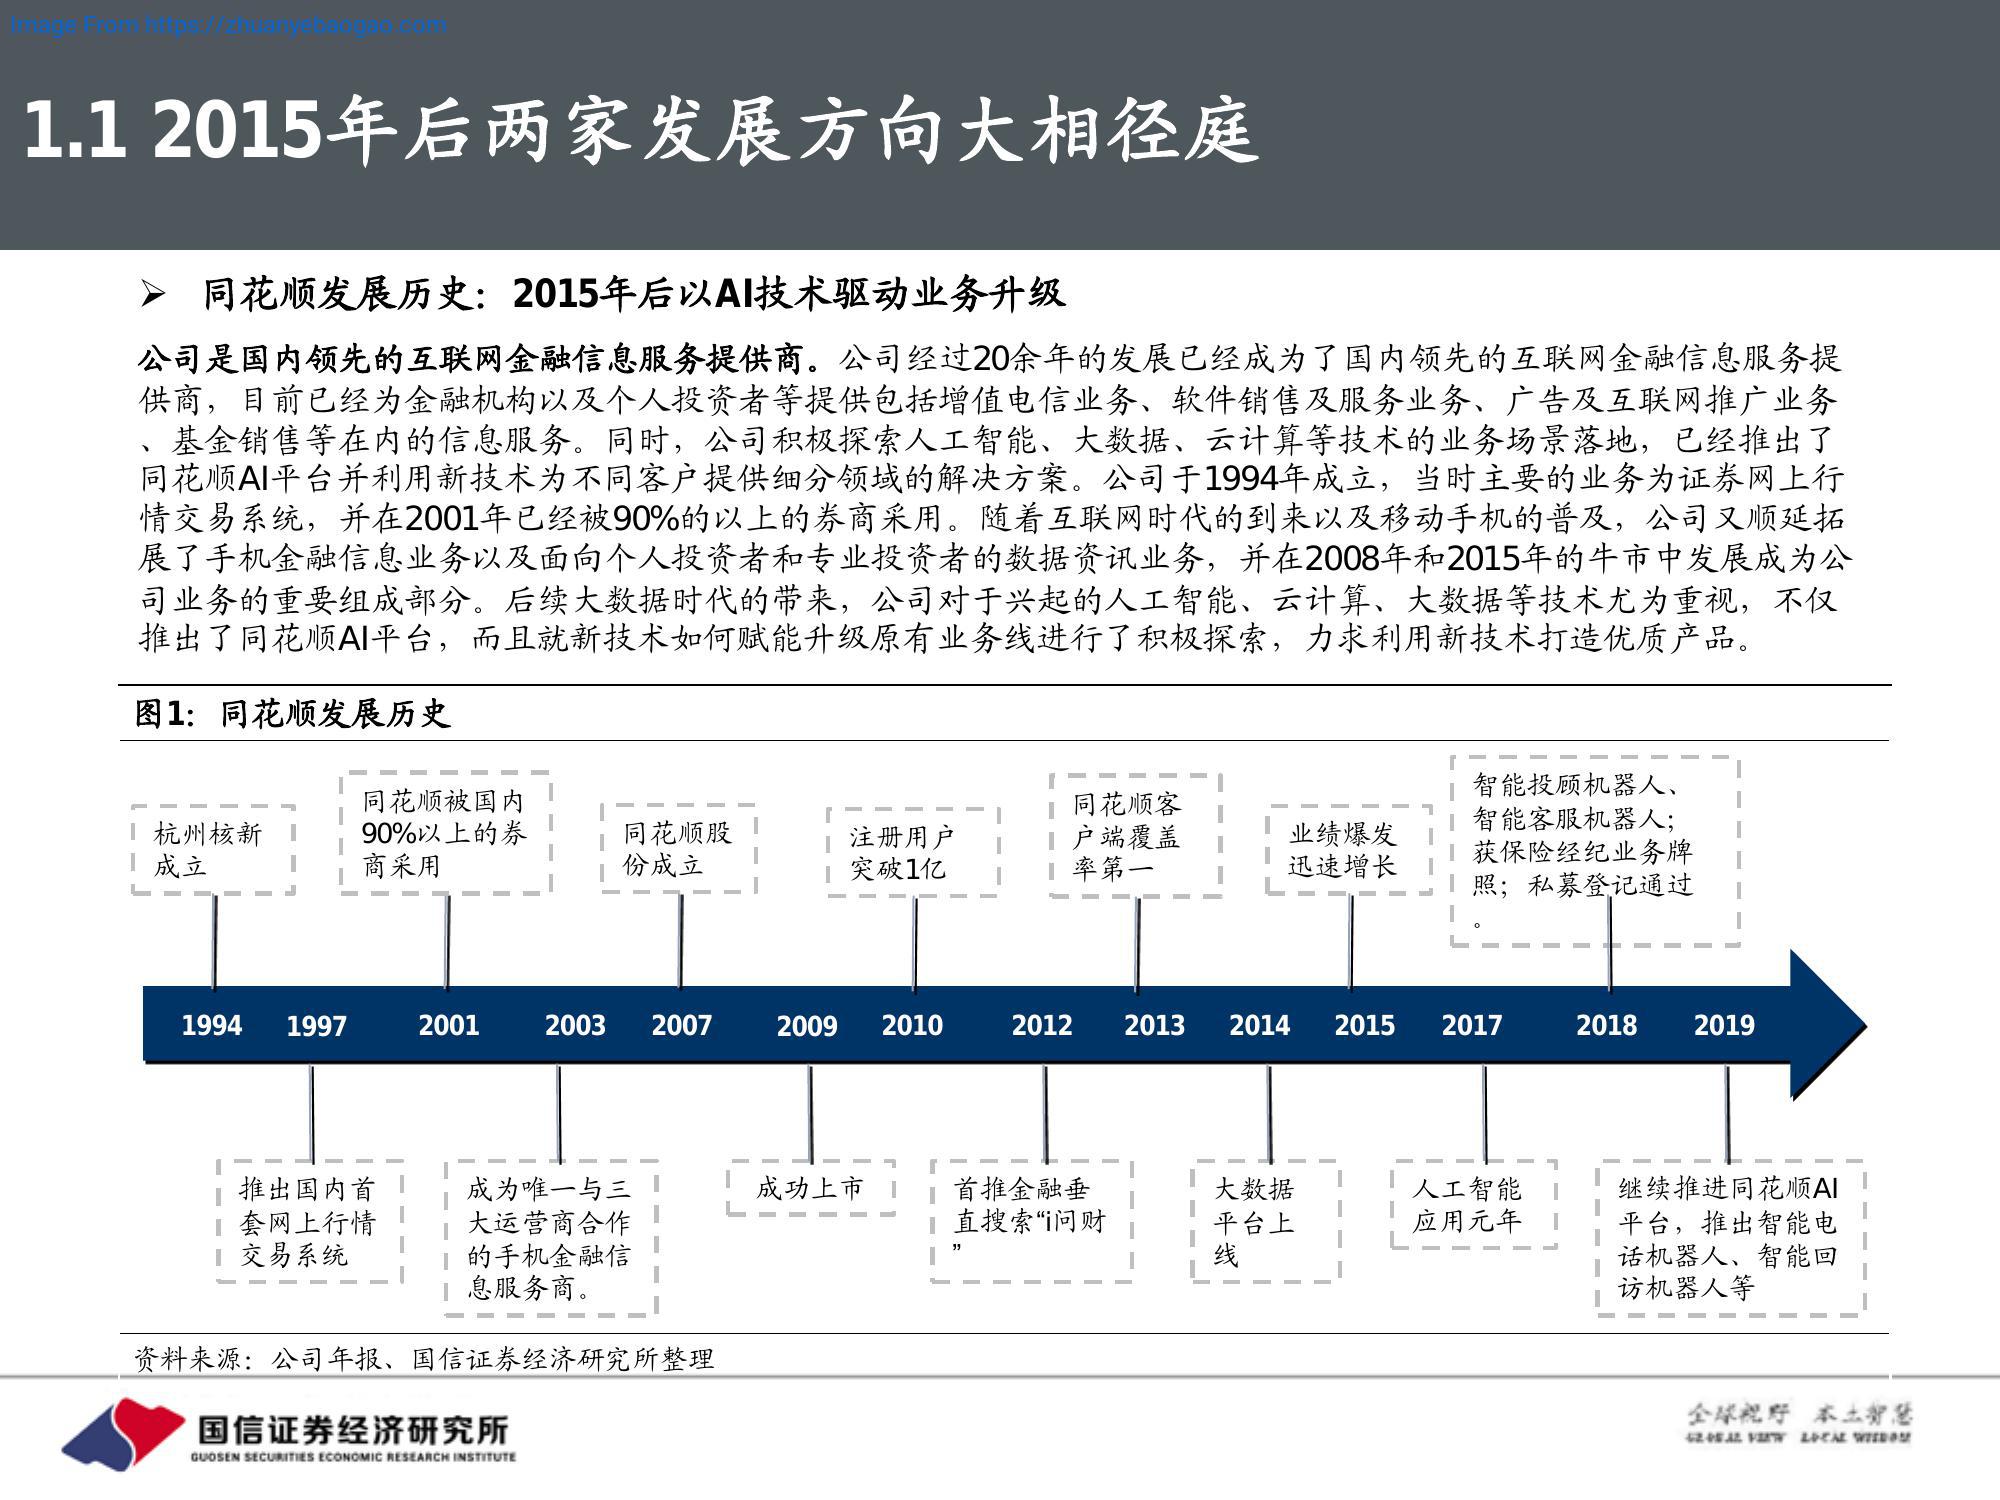 Image From https://zhuanyebaogao.com
1.1 2015年后两家发展方向大相径庭
➢ 同花顺发展历史：2015年后以AI技术驱动业务升级
公司是国内领先的互联网金融信息服务提供商。公司经过20余年的发展已经成为了国内领先的互联网金融信息服务提
供商，目前已经为金融机构以及个人投资者等提供包括增值电信业务、软件销售及服务业务、广告及互联网推广业务
、基金销售等在内的信息服务。同时，公司积极探索人工智能、大数据、云计算等技术的业务场景落地，已经推出了
同花顺AI平台并利用新技术为不同客户提供细分领域的解决方案。公司于1994年成立，当时主要的业务为证券网上行
情交易系统，并在2001年已经被90%的以上的券商采用。随着互联网时代的到来以及移动手机的普及，公司又顺延拓
展了手机金融信息业务以及面向个人投资者和专业投资者的数据资讯业务，并在2008年和2015年的牛市中发展成为公
司业务的重要组成部分。后续大数据时代的带来，公司对于兴起的人工智能、云计算、大数据等技术尤为重视，不仅
推出了同花顺AI平台，而且就新技术如何赋能升级原有业务线进行了积极探索，力求利用新技术打造优质产品。
图1：同花顺发展历史
杭州核新
成立
同花顺被国内
90%以上的券
商采用
同花顺股
份成立
注册用户
突破1亿
同花顺客
户端覆盖
率第一
业绩爆发
迅速增长
智能投顾机器人、
智能客服机器人；
获保险经纪业务牌
照；私募登记通过
。
1994 1997 2001 2003 2007 2009 2010 2012 2013 2014 2015 2017 2018 2019
推出国内首
套网上行情
交易系统
成为唯一与三
大运营商合作
的手机金融信
息服务商。
成功上市
首推金融垂
直搜索“i问财
”
大数据
平台上
线
人工智能
应用元年
继续推进同花顺AI
平台，推出智能电
话机器人、智能回
访机器人等
资料来源：公司年报、国信证券经济研究所整理
国信证券经济研究所
GUOSEN SECURITIES ECONOMIC RESEARCH INSTITUTE
全球视野 本土智慧
GLOBAL VIEW LOCAL WISDOM